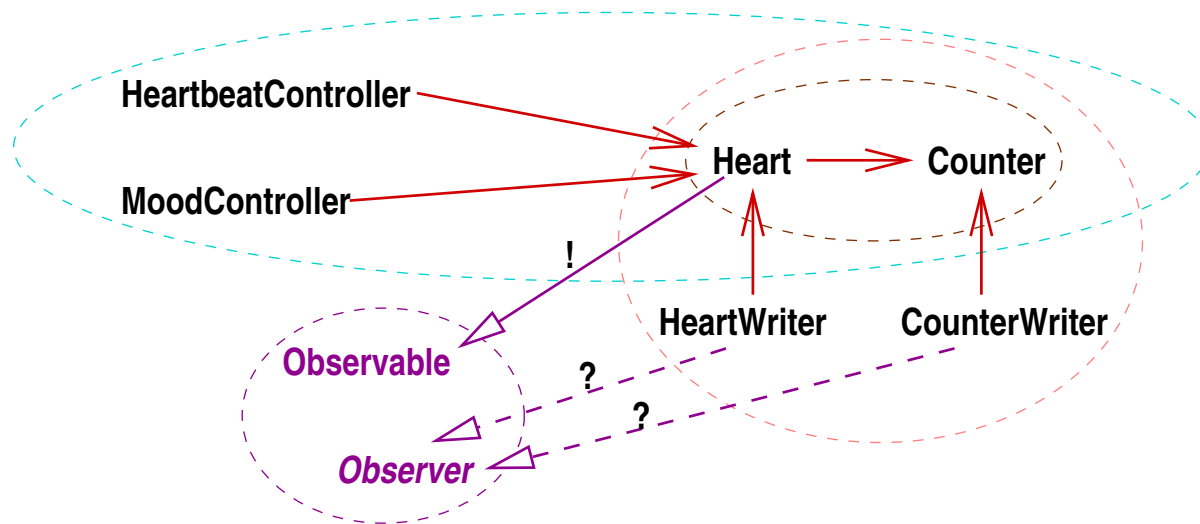 HeartbeatController
Heart
Counter
MoodController
!
HeartWriter
CounterWriter
Observable
?
?
Observer